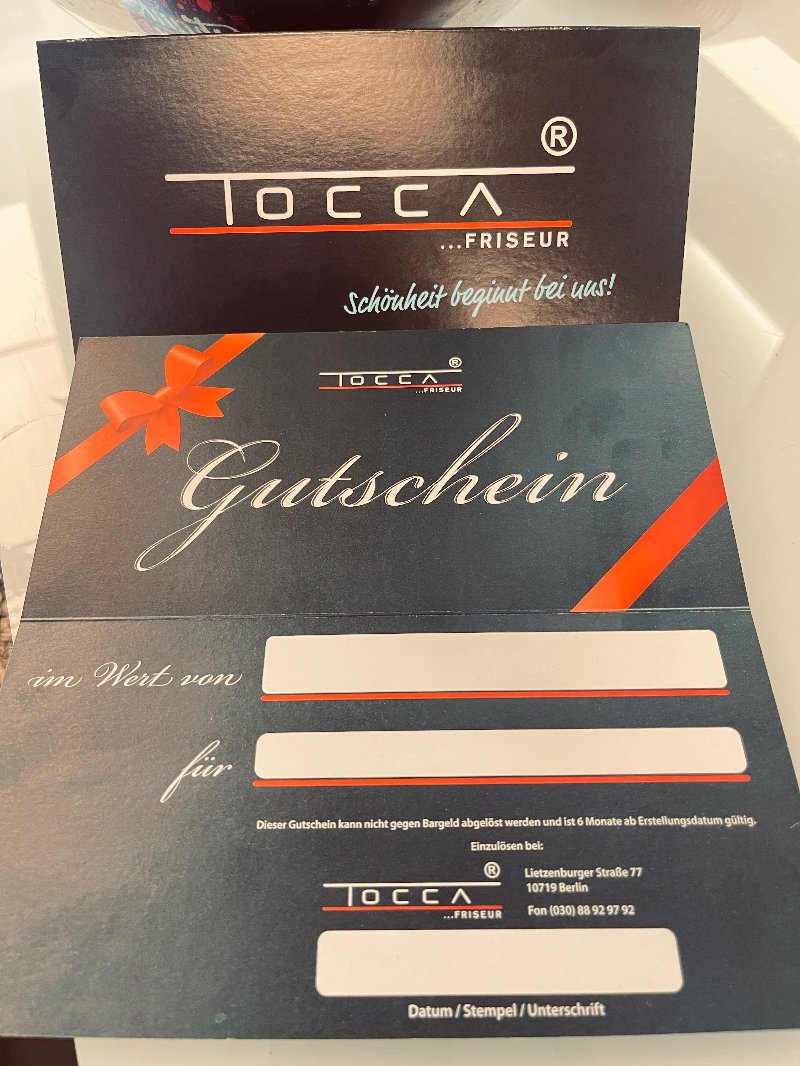 ®
TOCCA
...FRISEUR
Schönheit beginnt bei uns!
®
TOCCA
...FRISEUR
Gutschein
im Wert von
für
Dieser Gutschein kann nicht gegen Bargeld abgelöst werden und ist 6 Monate ab Erstellungsdatum gültig.
Einzulösen bei:
®
TOCCA
...FRISEUR
Lietzenburger Straße 77
10719 Berlin
Fon (030) 88 92 97 92
Datum / Stempel / Unterschrift